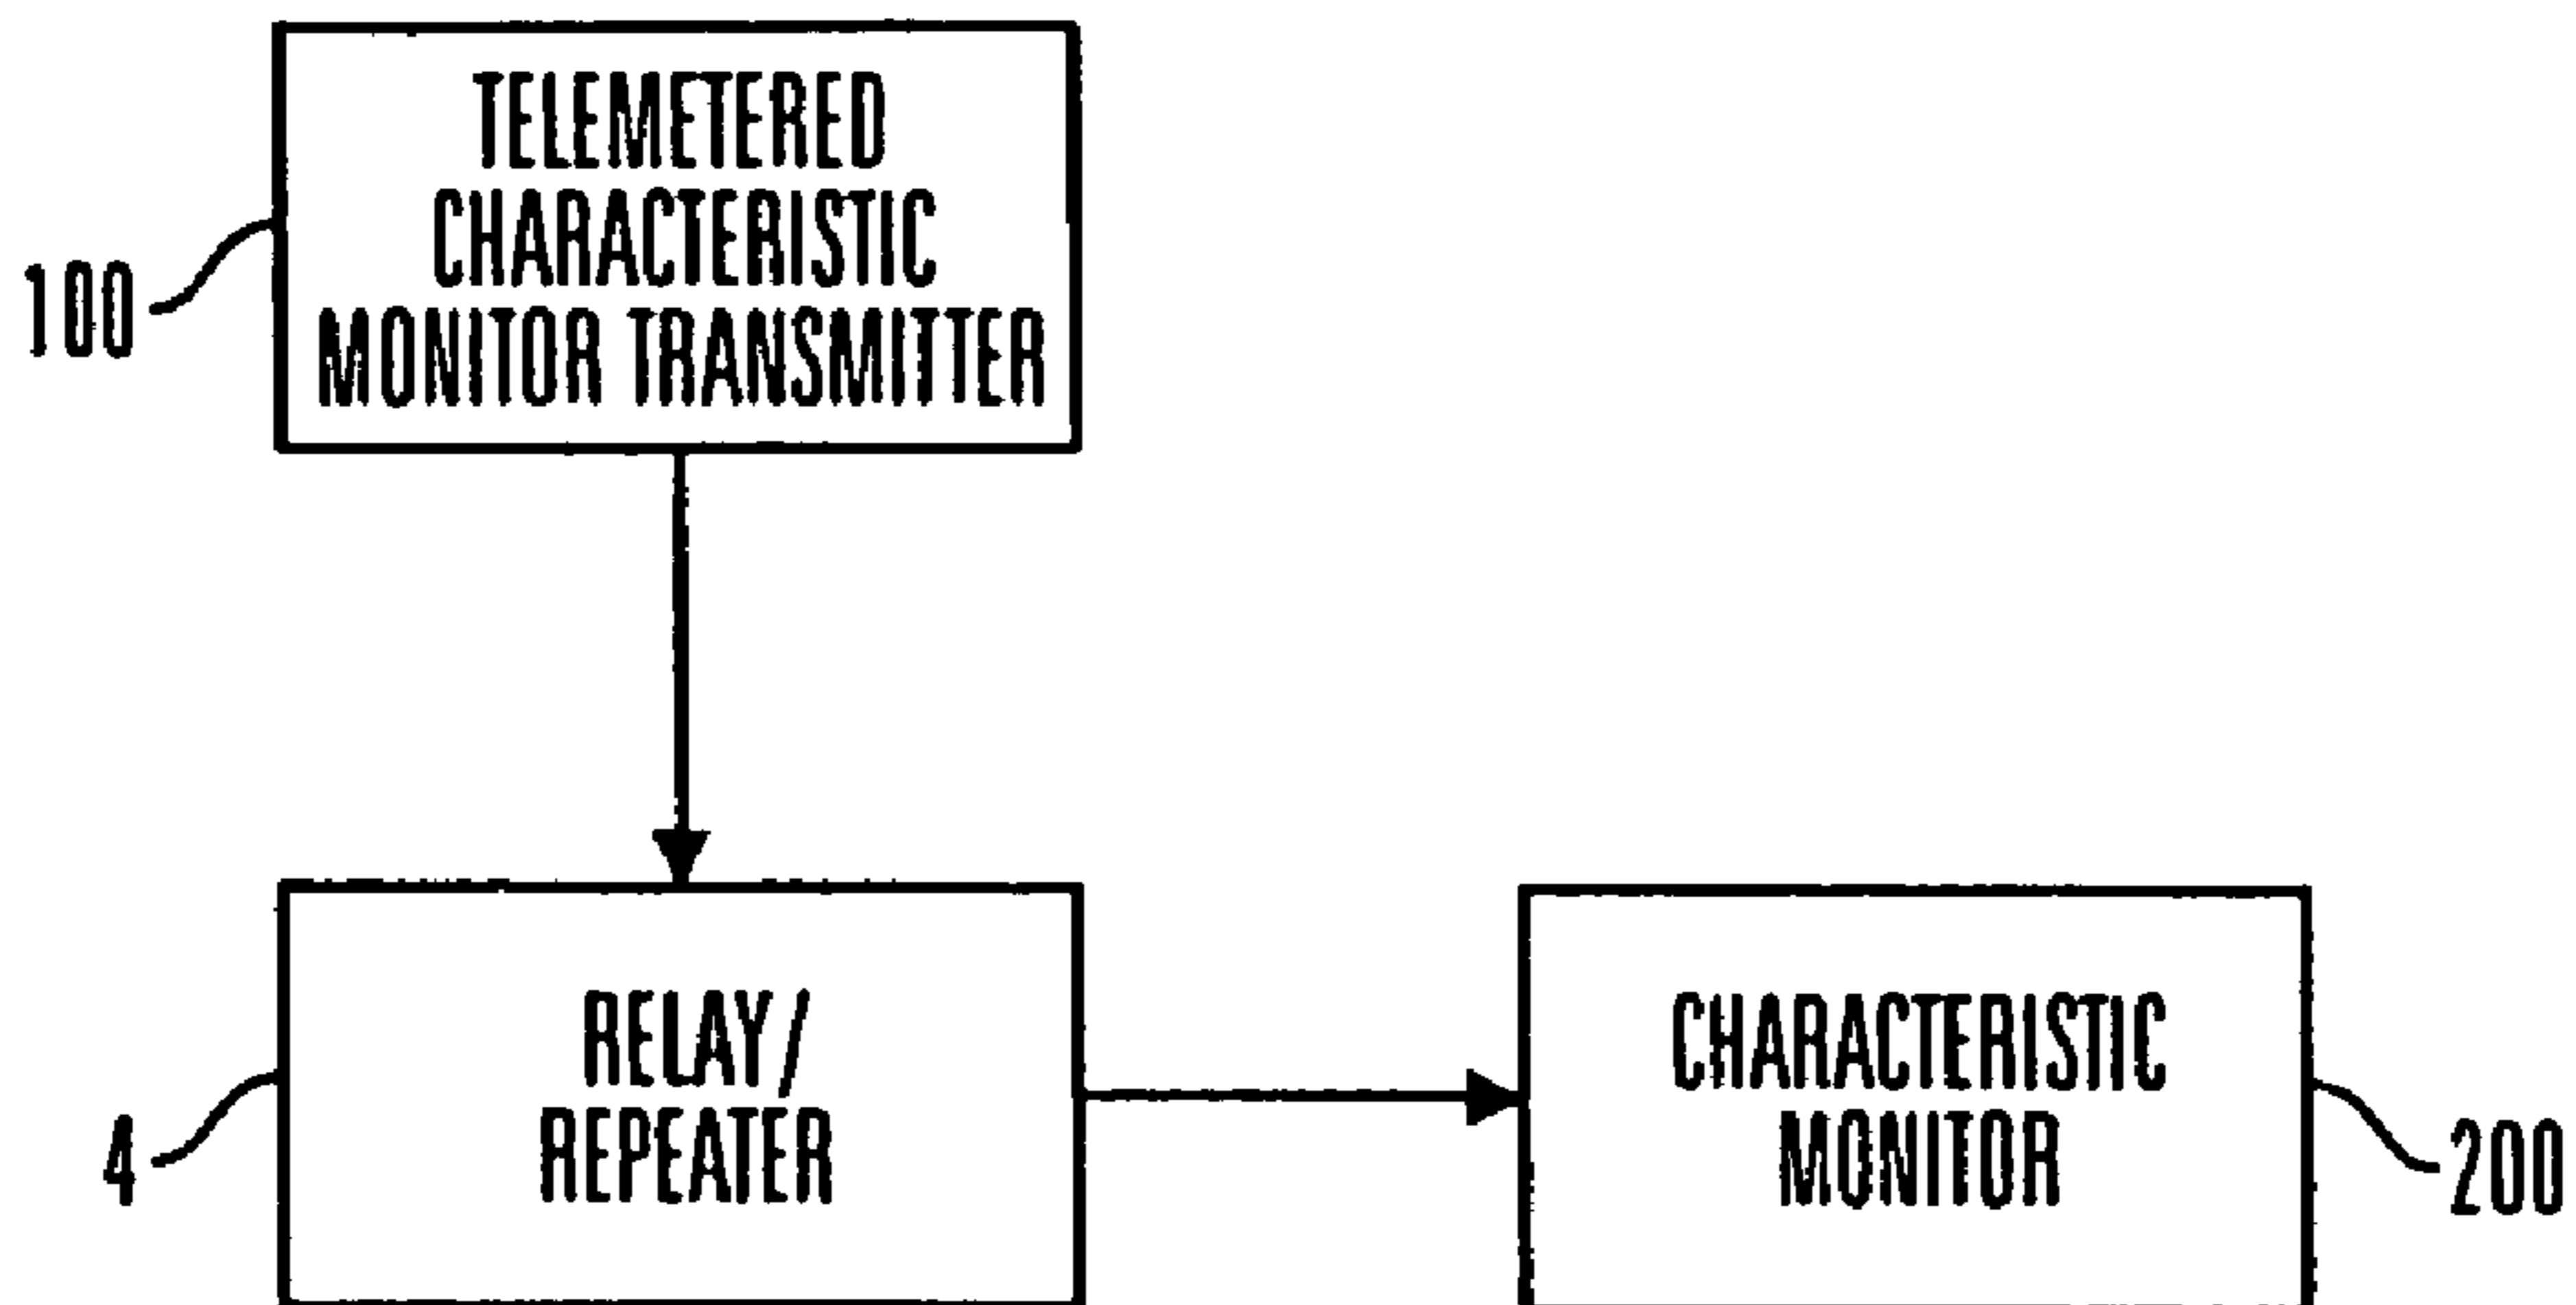 TELEMETERED
CHARACTERISTIC
MONITOR TRANSMITTER
100
RELAY/
REPEATER
4
CHARACTERISTIC
MONITOR
200